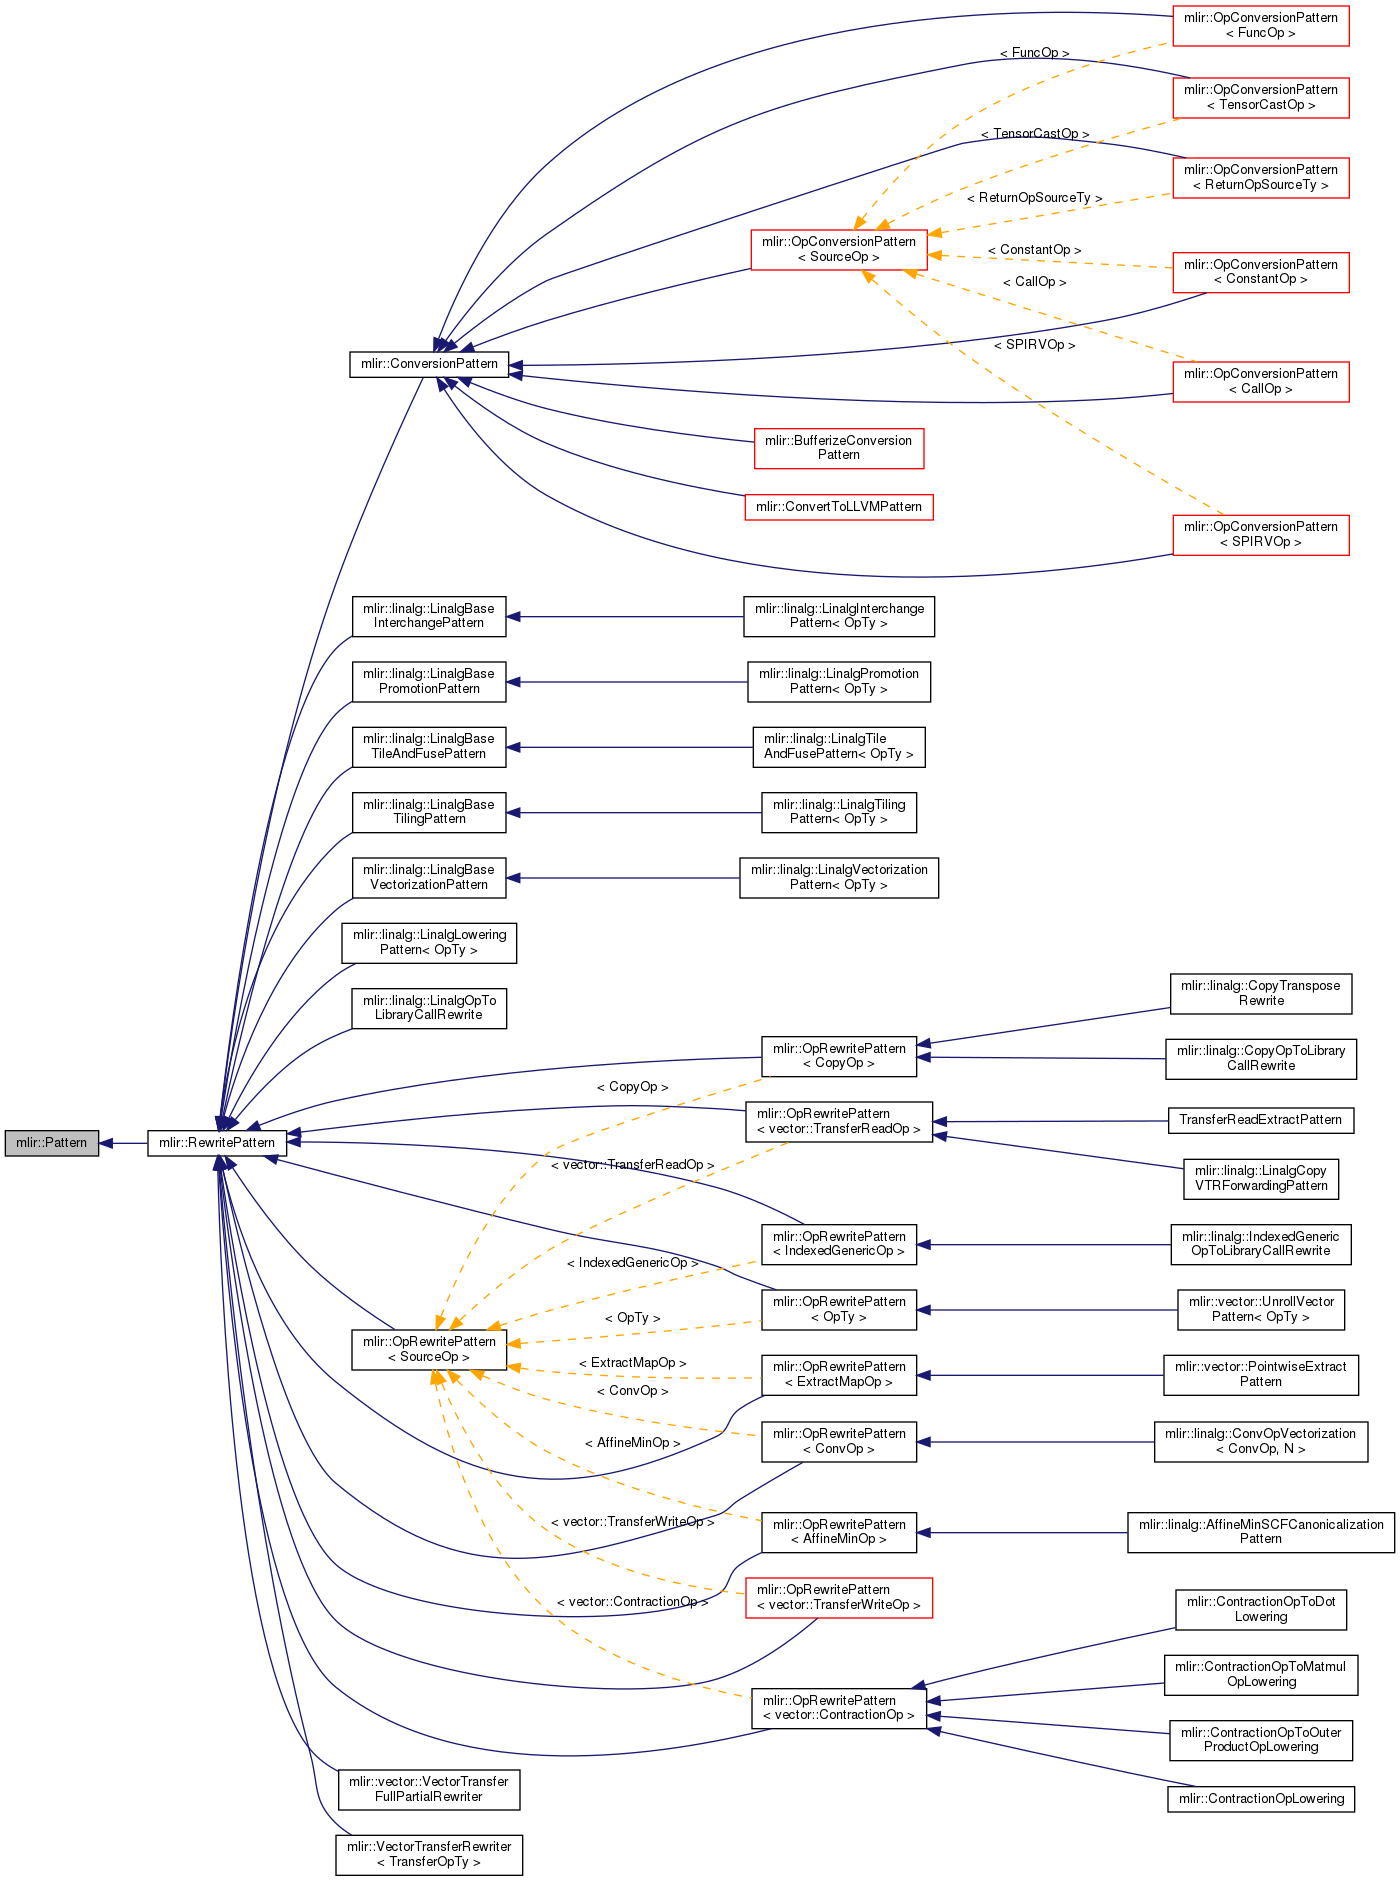 mlir::OpConversionPattern
< FuncOp >
< FuncOp >
mlir::OpConversionPattern
< TensorCastOp >
< TensorCastOp >
mlir::OpConversionPattern
< ReturnOpSourceTy >
< ReturnOpSourceTy >
mlir::OpConversionPattern
< SourceOp >
< ConstantOp >
mlir::OpConversionPattern
< ConstantOp >
< CallOp >
< SPIRVOp >
mlir::ConversionPattern
mlir::OpConversionPattern
< CallOp >
mlir::BufferizeConversion
Pattern
mlir::ConvertToLLVMPattern
mlir::OpConversionPattern
< SPIRVOp >
mlir::linalg::LinalgBase
InterchangePattern
mlir::linalg::LinalgInterchange
Pattern< OpTy >
mlir::linalg::LinalgBase
PromotionPattern
mlir::linalg::LinalgPromotion
Pattern< OpTy >
mlir::linalg::LinalgBase
TileAndFusePattern
mlir::linalg::LinalgTile
AndFusePattern< OpTy >
mlir::linalg::LinalgBase
TilingPattern
mlir::linalg::LinalgTiling
Pattern< OpTy >
mlir::linalg::LinalgBase
VectorizationPattern
mlir::linalg::LinalgVectorization
Pattern< OpTy >
mlir::linalg::LinalgLowering
Pattern< OpTy >
mlir::linalg::LinalgOpTo
LibraryCallRewrite
mlir::linalg::CopyTranspose
Rewrite
mlir::OpRewritePattern
< CopyOp >
mlir::linalg::CopyOpToLibrary
CallRewrite
< CopyOp >
mlir::OpRewritePattern
< vector::TransferReadOp >
TransferReadExtractPattern
mlir::Pattern
mlir::RewritePattern
< vector::TransferReadOp >
mlir::linalg::LinalgCopy
VTRForwardingPattern
mlir::OpRewritePattern
< IndexedGenericOp >
mlir::linalg::IndexedGeneric
OpToLibraryCallRewrite
< IndexedGenericOp >
mlir::OpRewritePattern
< OpTy >
mlir::vector::UnrollVector
Pattern< OpTy >
< OpTy >
mlir::OpRewritePattern
< SourceOp >
< ExtractMapOp >
mlir::OpRewritePattern
< ExtractMapOp >
mlir::vector::PointwiseExtract
Pattern
< ConvOp >
mlir::OpRewritePattern
< ConvOp >
mlir::linalg::ConvOpVectorization
< ConvOp, N >
< AffineMinOp >
< vector::TransferWriteOp >
mlir::OpRewritePattern
< AffineMinOp >
mlir::linalg::AffineMinSCFCanonicalization
Pattern
< vector::ContractionOp >
mlir::OpRewritePattern
< vector::TransferWriteOp >
mlir::ContractionOpToDot
Lowering
mlir::ContractionOpToMatmul
OpLowering
mlir::OpRewritePattern
< vector::ContractionOp >
mlir::ContractionOpToOuter
ProductOpLowering
mlir::ContractionOpLowering
mlir::vector::VectorTransfer
FullPartialRewriter
mlir::VectorTransferRewriter
< TransferOpTy >